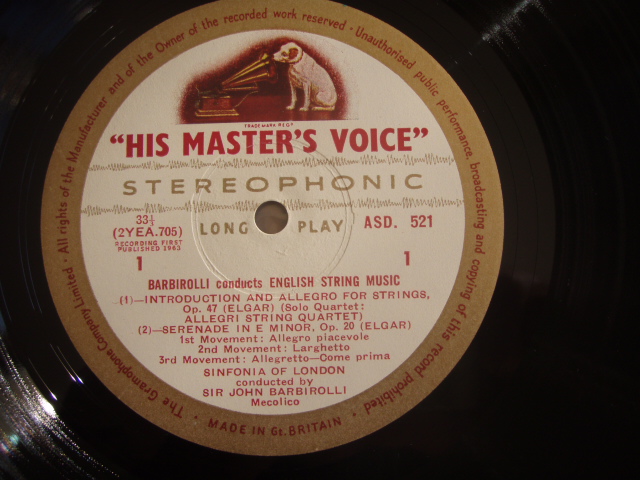 The Gramophone Company Limited · All rights of the Manufacturer and of the Owner of the recorded work reserved · Unauthorised public performance, broadcasting and copying of this record prohibited ·
TRADE MARK REGD
“HIS MASTER'S VOICE”
STEREOPHONIC
33⅓
(2YEA.705)
RECORDING FIRST
PUBLISHED 1963
LONG PLAY
ASD. 521
1 1
BARBIROLLI conducts ENGLISH STRING MUSIC
(1)—INTRODUCTION AND ALLEGRO FOR STRINGS,
Op. 47 (ELGAR) (Solo Quartet:
ALLEGRI STRING QUARTET)
(2)—SERENADE IN E MINOR, Op. 20 (ELGAR)
1st Movement: Allegro piacevole
2nd Movement: Larghetto
3rd Movement: Allegretto—Come prima
SINFONIA OF LONDON
conducted by
SIR JOHN BARBIROLLI
Mecolico
MADE IN Gt. BRITAIN